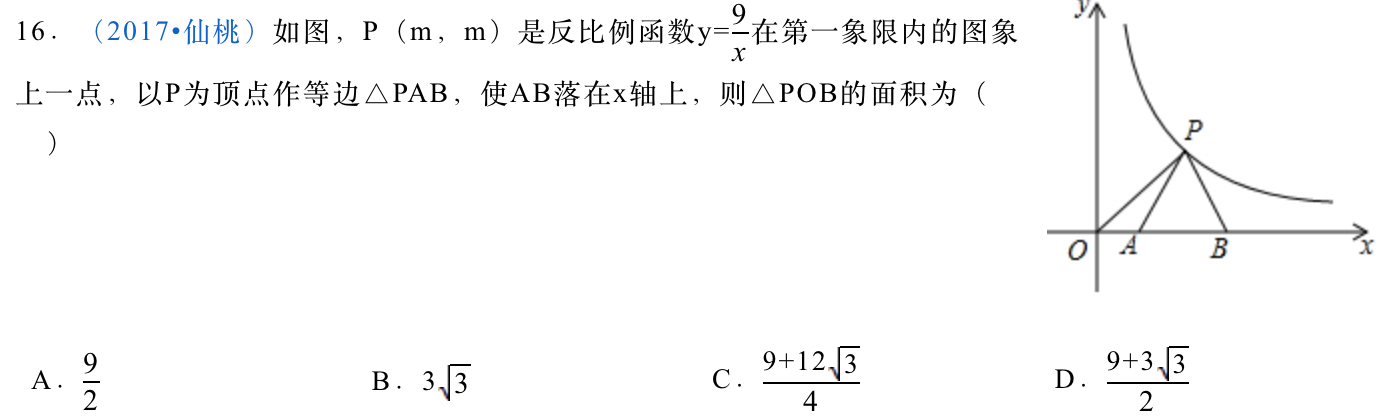 16．（2017•仙桃）如图，P（m，m）是反比例函数y=9/x在第一象限内的图象
上一点，以P为顶点作等边△PAB，使AB落在x轴上，则△POB的面积为（
）
y
P
O A B x
A．9/2 B．3√3 C．(9+12√3)/4 D．(9+3√3)/2